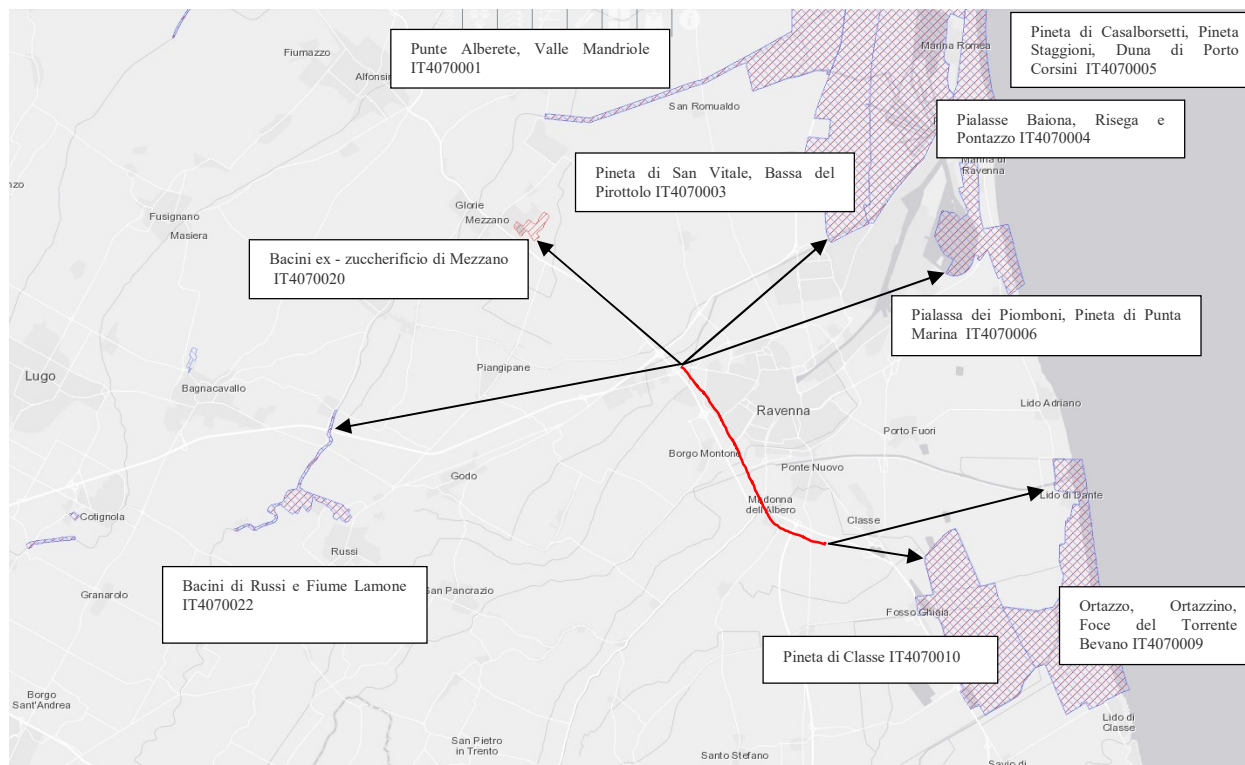 Punte Alberete, Valle Mandriole
IT4070001
Pineta di Casalborsetti, Pineta
Staggioni, Duna di Porto
Corsini IT4070005
Fiumazzo
Marina Romea
San Romualdo
Pialasse Baiona, Risega e
Pontazzo IT4070004
Marina di
Ravenna
Pineta di San Vitale, Bassa del
Pirottolo IT4070003
Glorie
Mezzano
Fusignano
Masiera
Bacini ex - zuccherificio di Mezzano
IT4070020
Pialassa dei Piomboni, Pineta di Punta
Marina IT4070006
Piangipane
Lugo
Bagnacavallo
Ravenna
Lido Adriano
Porto Fuori
Borgo Montone
Ponte Nuovo
Godo
Lido di Dante
Madonna
dell'Albero
Cotignola
Classe
Russi
Bacini di Russi e Fiume Lamone
IT4070022
San Pancrazio
Granarolo
Fosso Ghiaia
Ortazzo, Ortazzino,
Foce del Torrente
Bevano IT4070009
Pineta di Classe IT4070010
Borgo
Sant'Andrea
Lido di
Classe
San Pietro
in Trento
Santo Stefano
Savio di